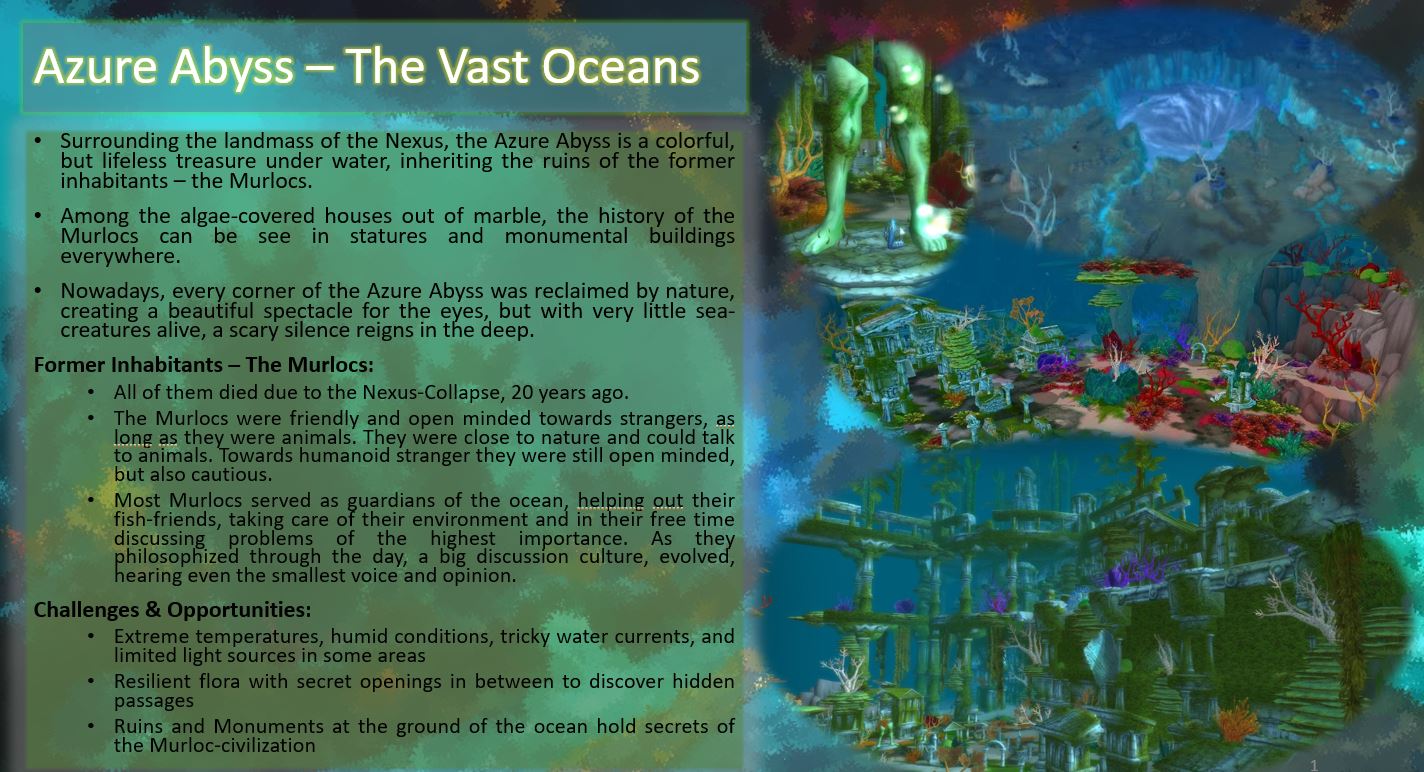 Azure Abyss – The Vast Oceans
• Surrounding the landmass of the Nexus, the Azure Abyss is a colorful,
but lifeless treasure under water, inheriting the ruins of the former
inhabitants – the Murlocs.
• Among the algae-covered houses out of marble, the history of the
Murlocs can be see in statures and monumental buildings
everywhere.
• Nowadays, every corner of the Azure Abyss was reclaimed by nature,
creating a beautiful spectacle for the eyes, but with very little sea-
creatures alive, a scary silence reigns in the deep.
Former Inhabitants – The Murlocs:
• All of them died due to the Nexus-Collapse, 20 years ago.
• The Murlocs were friendly and open minded towards strangers, as
long as they were animals. They were close to nature and could talk
to animals. Towards humanoid stranger they were still open minded,
but also cautious.
• Most Murlocs served as guardians of the ocean, helping out their
fish-friends, taking care of their environment and in their free time
discussing problems of the highest importance. As they
philosophized through the day, a big discussion culture, evolved,
hearing even the smallest voice and opinion.
Challenges & Opportunities:
• Extreme temperatures, humid conditions, tricky water currents, and
limited light sources in some areas
• Resilient flora with secret openings in between to discover hidden
passages
• Ruins and Monuments at the ground of the ocean hold secrets of
the Murloc-civilization
1